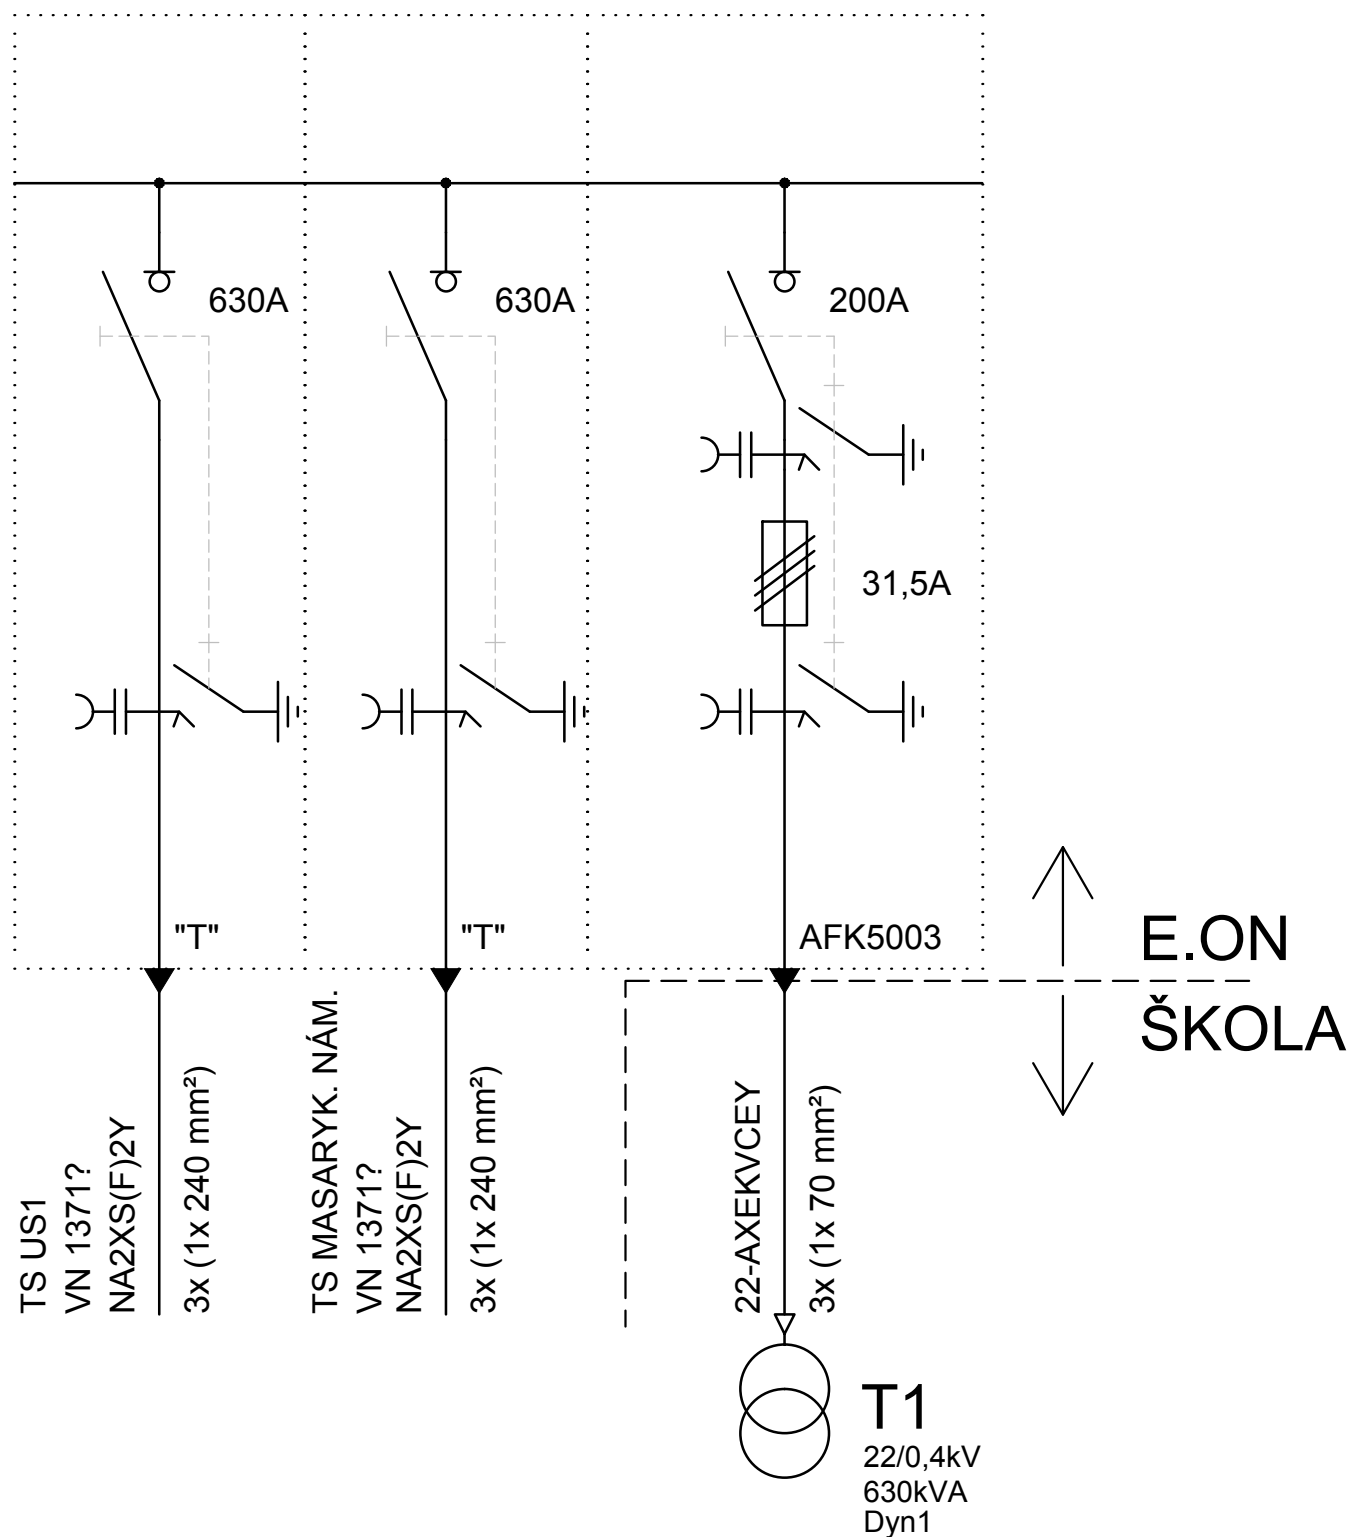 630A
630A
200A
31,5A
"T"
"T"
AFK5003
E.ON
ŠKOLA
TS US1
VN 1371?
NA2XS(F)2Y
3x (1x 240 mm²)
TS MASARYK. NÁM.
VN 1371?
NA2XS(F)2Y
3x (1x 240 mm²)
22-AXEKVCEY
3x (1x 70 mm²)
T1
22/0,4kV
630kVA
Dyn1